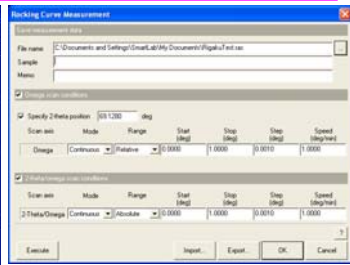 Rocking Curve Measurement
Save measurement data
File name C:\Documents and Settings\SmartLab\My Documents\RigakuText.ras ...
Sample
Memo
Omega scan conditions
Specify 2-theta position 69.1280 deg
Scan axis Mode Range Start [deg] Stop [deg] Step [deg] Speed [deg/min]
Omega Continuous Relative 0.0000 1.0000 0.0010 1.0000
2-Theta/omega scan conditions
Scan axis Mode Range Start [deg] Stop [deg] Step [deg] Speed [deg/min]
2-Theta/Omega Continuous Absolute 0.0000 1.0000 0.0010 1.0000
?
Execute Import... Export... OK Cancel